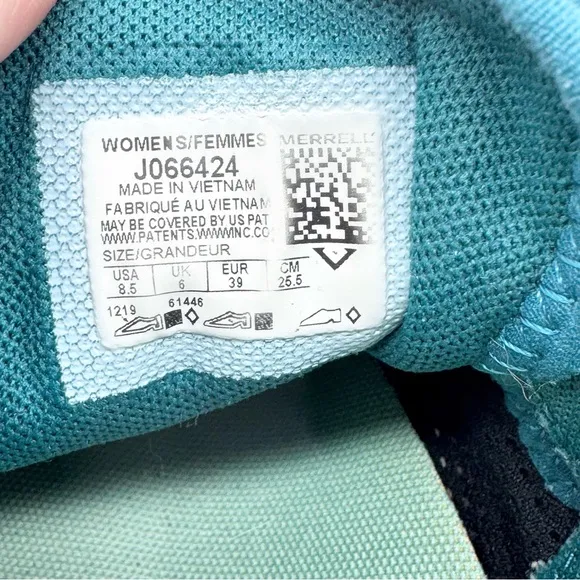 WOMENS/FEMMES MERRELL
J066424
MADE IN VIETNAM
FABRIQUÉ AU VIETNAM
MAY BE COVERED BY US PAT
WWW.PATENTS.WWWINC.CO
SIZE/GRANDEUR
USA UK EUR CM
8.5 6 39 25.5
1219 61446